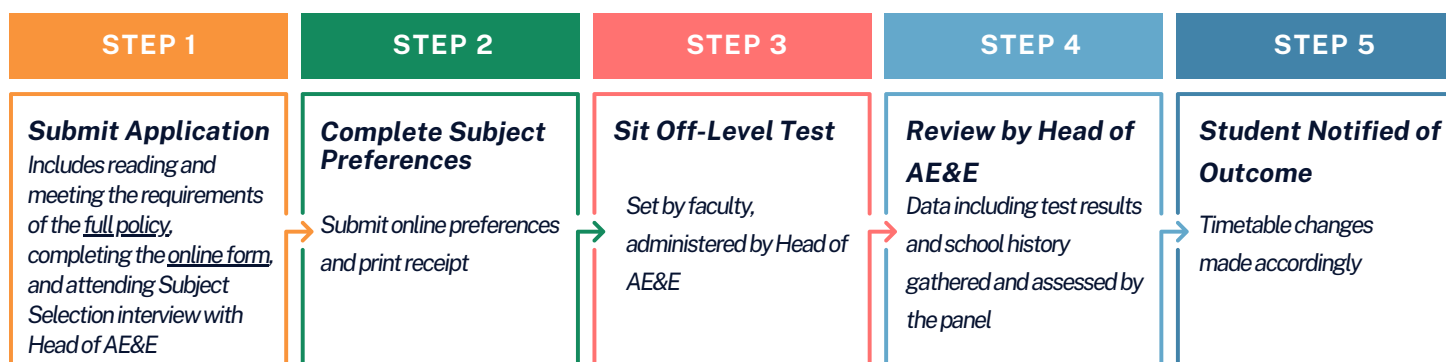 STEP 1
Submit Application
Includes reading and
meeting the requirements
of the full policy,
completing the online form,
and attending Subject
Selection interview with
Head of AE&E
STEP 2
Complete Subject
Preferences
Submit online preferences
and print receipt
STEP 3
Sit Off-Level Test
Set by faculty,
administered by Head of
AE&E
STEP 4
Review by Head of
AE&E
Data including test results
and school history
gathered and assessed by
the panel
STEP 5
Student Notified of
Outcome
Timetable changes
made accordingly